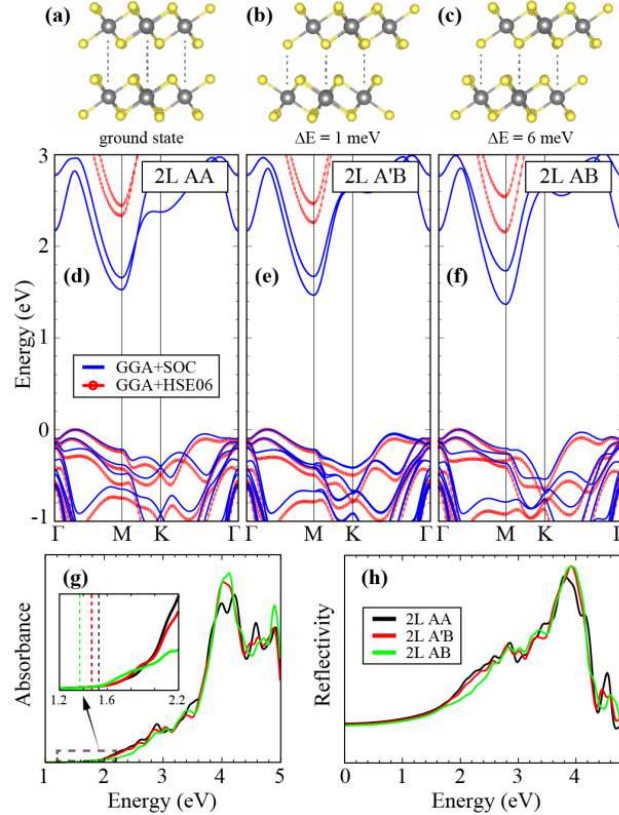 (a) (b) (c)
ground state ΔE = 1 meV ΔE = 6 meV
3 2L AA 2L A'B 2L AB
2
(d) (e) (f)
Energy (eV)
1
GGA+SOC
GGA+HSE06
0
-1
Γ M K Γ M K Γ M K Γ
(g) (h)
Absorbance
1.2 1.6 2.2
Reflectivity
2L AA
2L A'B
2L AB
1 2 3 4 5 0 1 2 3 4
Energy (eV) Energy (eV)